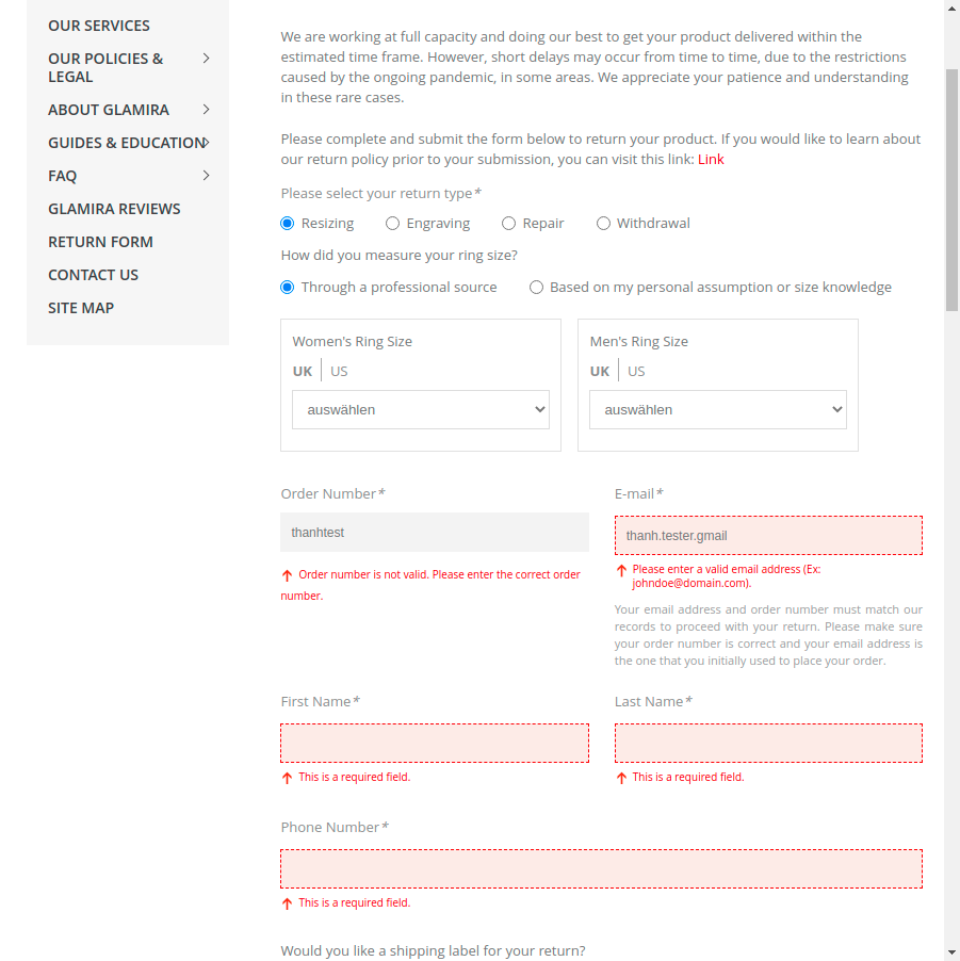 OUR SERVICES
OUR POLICIES &
LEGAL
ABOUT GLAMIRA
GUIDES & EDUCATION
FAQ
GLAMIRA REVIEWS
RETURN FORM
CONTACT US
SITE MAP
We are working at full capacity and doing our best to get your product delivered within the
estimated time frame. However, short delays may occur from time to time, due to the restrictions
caused by the ongoing pandemic, in some areas. We appreciate your patience and understanding
in these rare cases.
Please complete and submit the form below to return your product. If you would like to learn about
our return policy prior to your submission, you can visit this link: Link
Please select your return type*
Resizing Engraving Repair Withdrawal
How did you measure your ring size?
Through a professional source Based on my personal assumption or size knowledge
Women's Ring Size
UK US
auswählen
Men's Ring Size
UK US
auswählen
Order Number*
thanhtest
Order number is not valid. Please enter the correct order
number.
E-mail*
thanh.tester.gmail
Please enter a valid email address (Ex:
johndoe@domain.com).
Your email address and order number must match our
records to proceed with your return. Please make sure
your order number is correct and your email address is
the one that you initially used to place your order.
First Name*
This is a required field.
Last Name*
This is a required field.
Phone Number*
This is a required field.
Would you like a shipping label for your return?